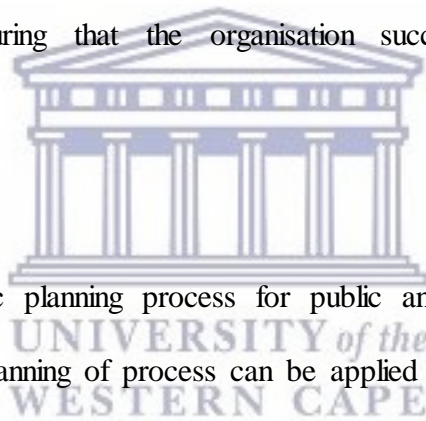 uring that the organisation succ
c planning process for public an
UNIVERSITY of the
anning of process can be applied
WESTERN CAPE